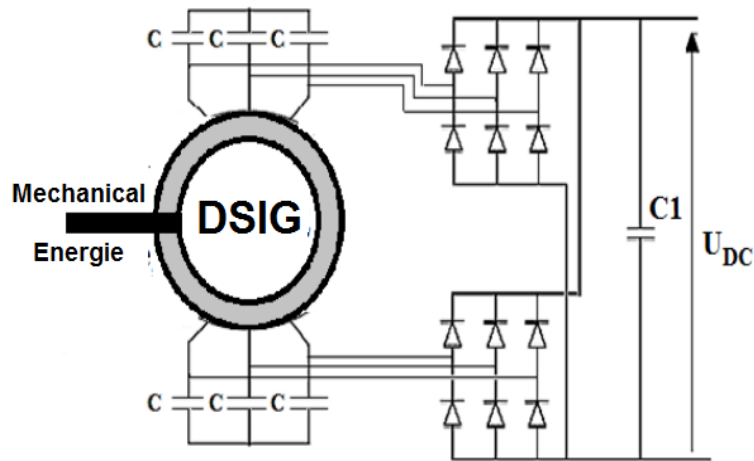 C C C
Mechanical
Energie
DSIG
C1
U_DC
C C C